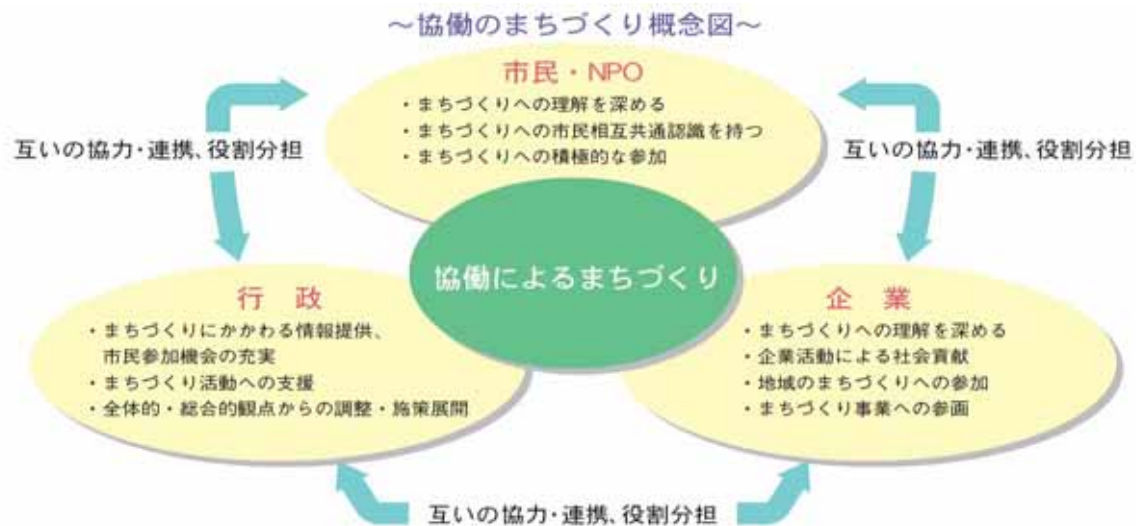 ～協働のまちづくり概念図～
市民・NPO
・まちづくりへの理解を深める
・まちづくりへの市民相互共通認識を持つ
・まちづくりへの積極的な参加
互いの協力・連携、役割分担
互いの協力・連携、役割分担
協働によるまちづくり
行　政
・まちづくりにかかわる情報提供、
市民参加機会の充実
・まちづくり活動への支援
・全体的・総合的観点からの調整・施策展開
企　業
・まちづくりへの理解を深める
・企業活動による社会貢献
・地域のまちづくりへの参加
・まちづくり事業への参画
互いの協力・連携、役割分担